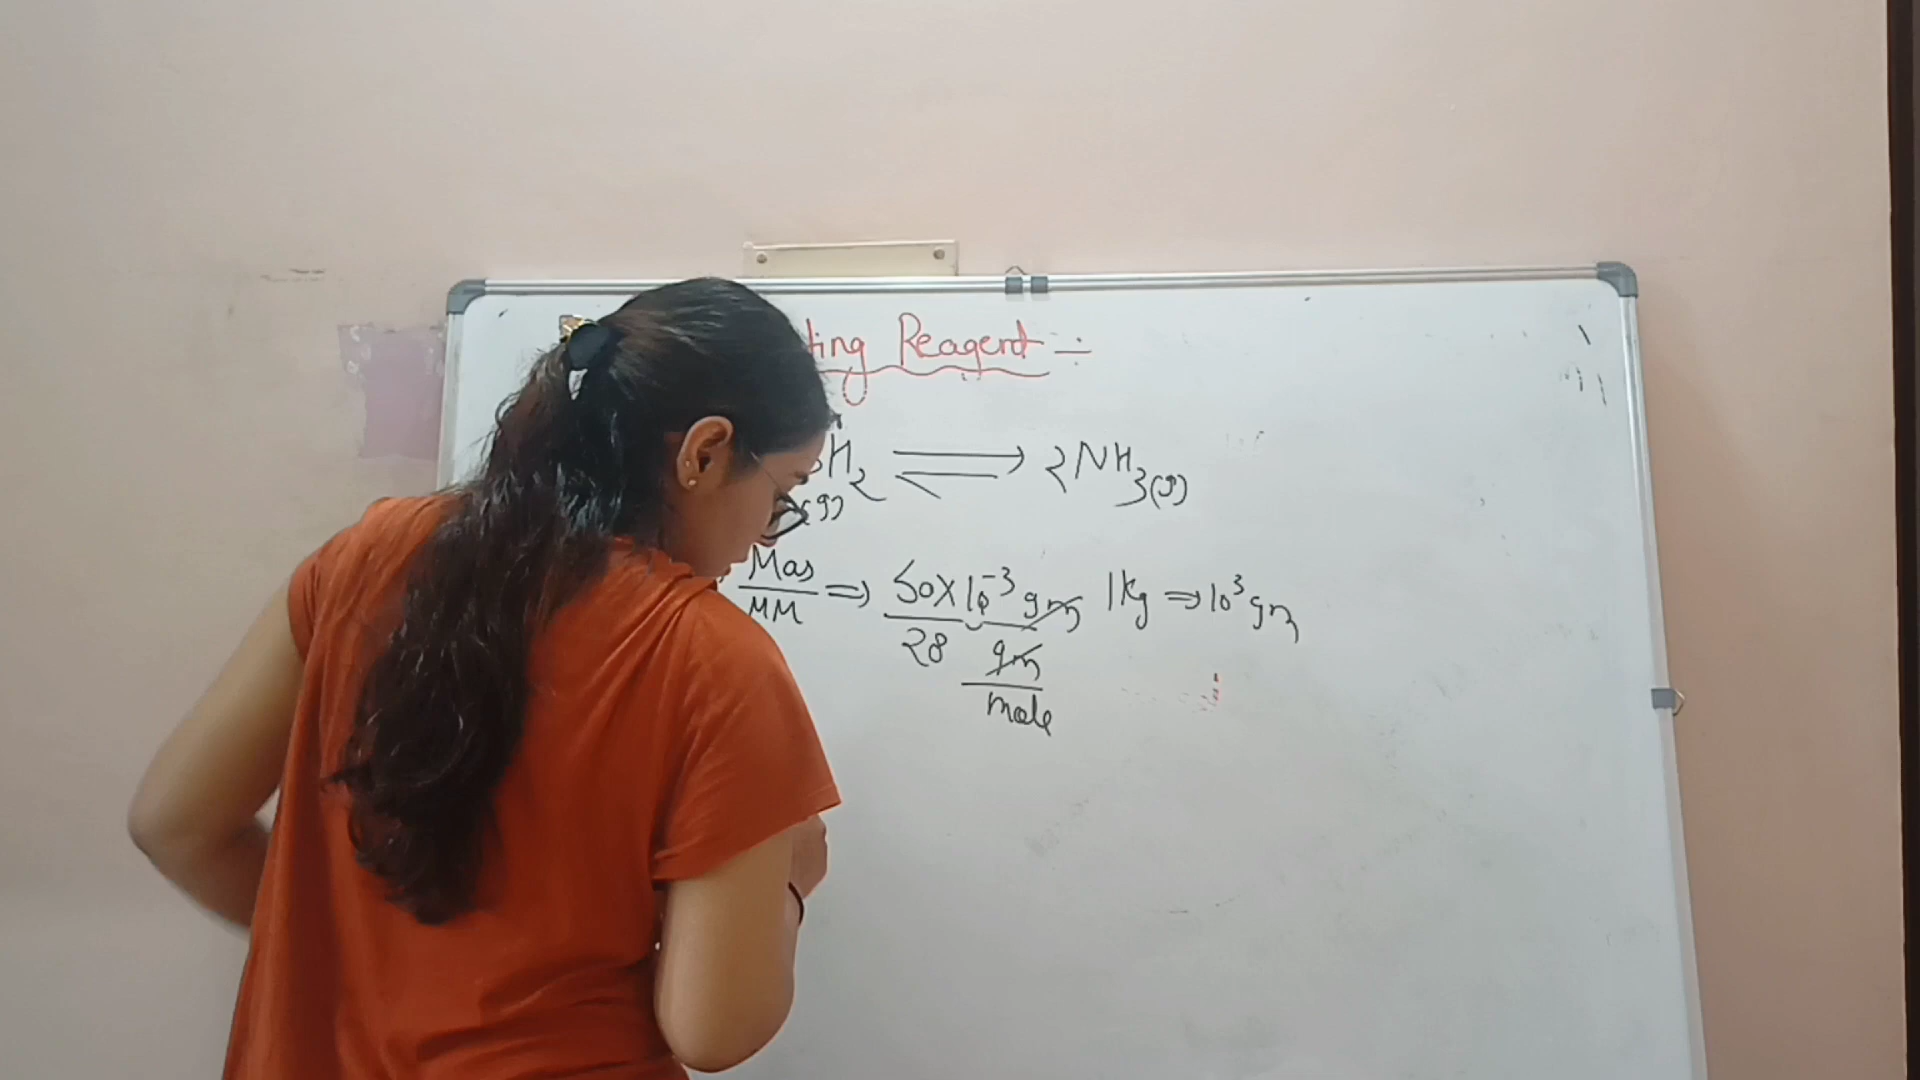 ting Reagent :-
H₂ ⇌ 2NH₃(g)
(g)
Mas/MM ⇒ 50×10⁻³ gm / 28 gm/mole 1kg ⇒ 10³ gm